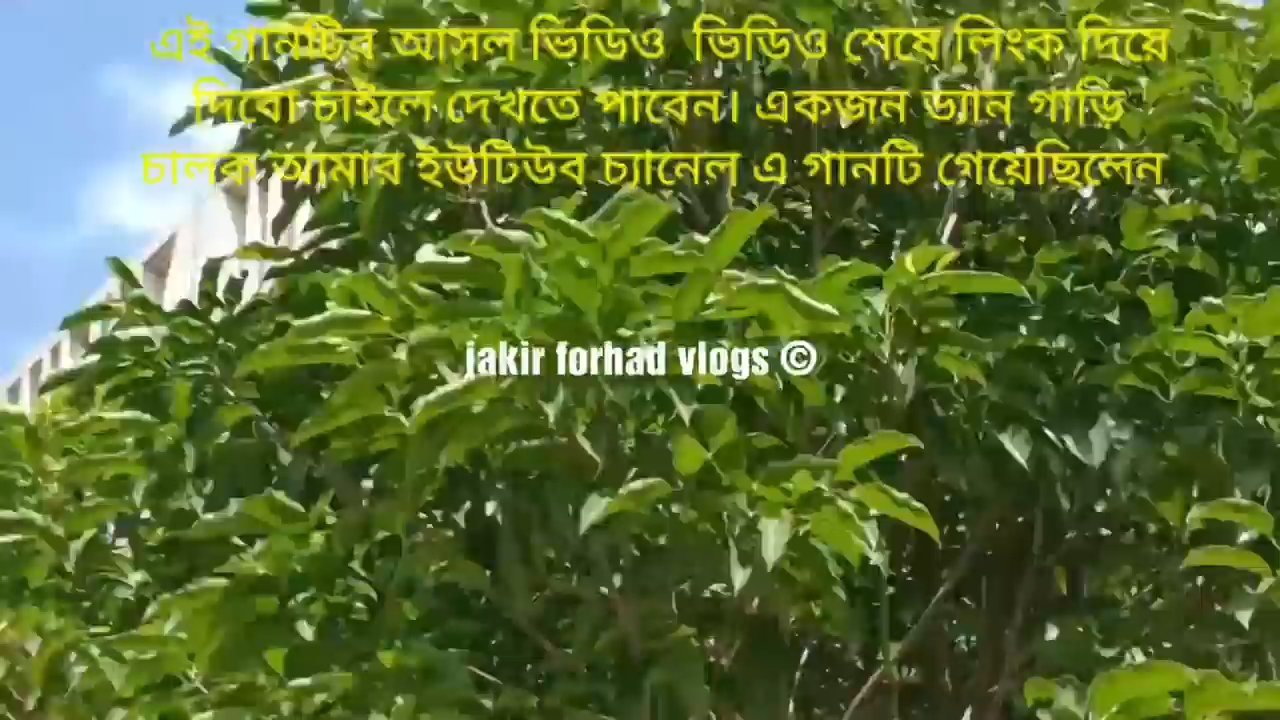 এই গানটির আসল ভিডিও ভিডিও শেষে লিংক দিয়ে
দিবো চাইলে দেখতে পাবেন। একজন ভ্যান গাড়ি
চালক আমার ইউটিউব চ্যানেল এ গানটি গেয়েছিলেন
jakir forhad vlogs ©